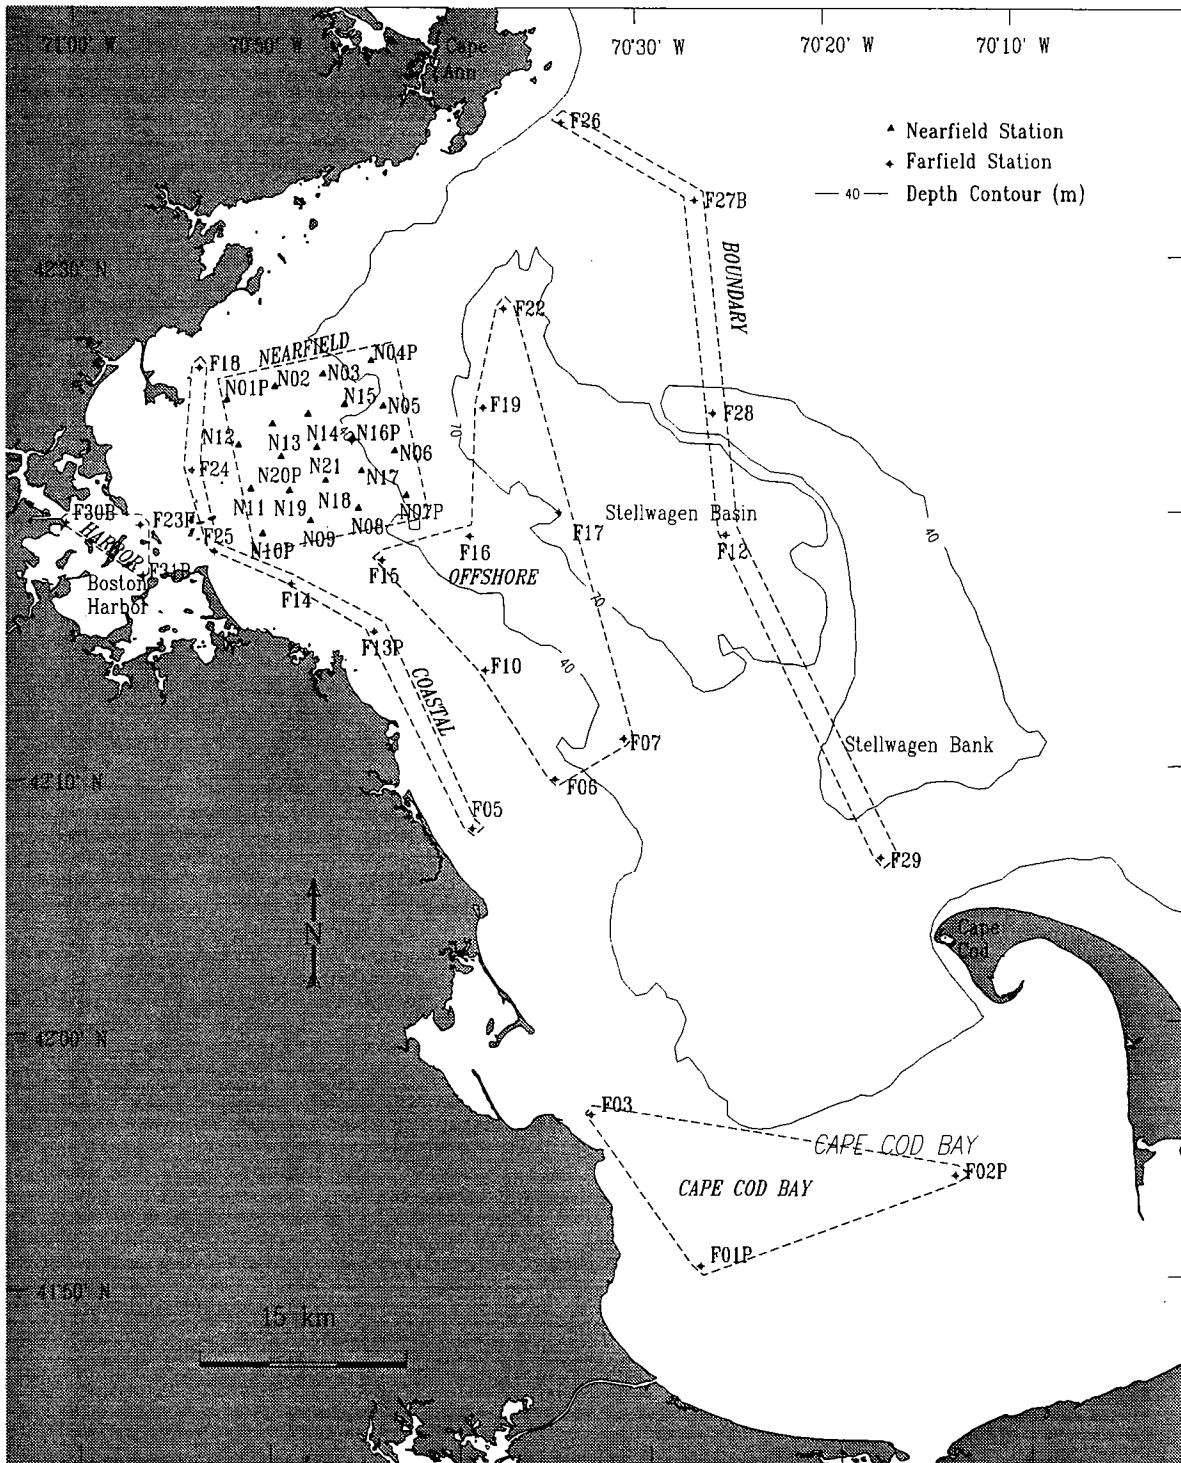 71°00' W
70°50' W
70°30' W
70°20' W
70°10' W
Cape
Ann
F26
Nearfield Station
Farfield Station
40 Depth Contour (m)
F27B
BOUNDARY
42°30' N
F22
NEARFIELD
F18
N04P
N03
N02
N01P
N15
N05
F19
70
F28
N12
N13
N14
N16P
N06
F24
N20P
N21
N17
N11
N19
N18
N07P
F30B
F23P
N08
Stellwagen Basin
F17
40
HARBOR
F25
N10P
N09
F16
F12
F31B
F15
OFFSHORE
Boston
Harbor
F14
70
F13P
F10
40
COASTAL
F07
Stellwagen Bank
42°10' N
F06
F05
F29
N
Cape
Cod
42°00' N
F03
CAPE COD BAY
CAPE COD BAY
F02P
F01P
41°50' N
15 km